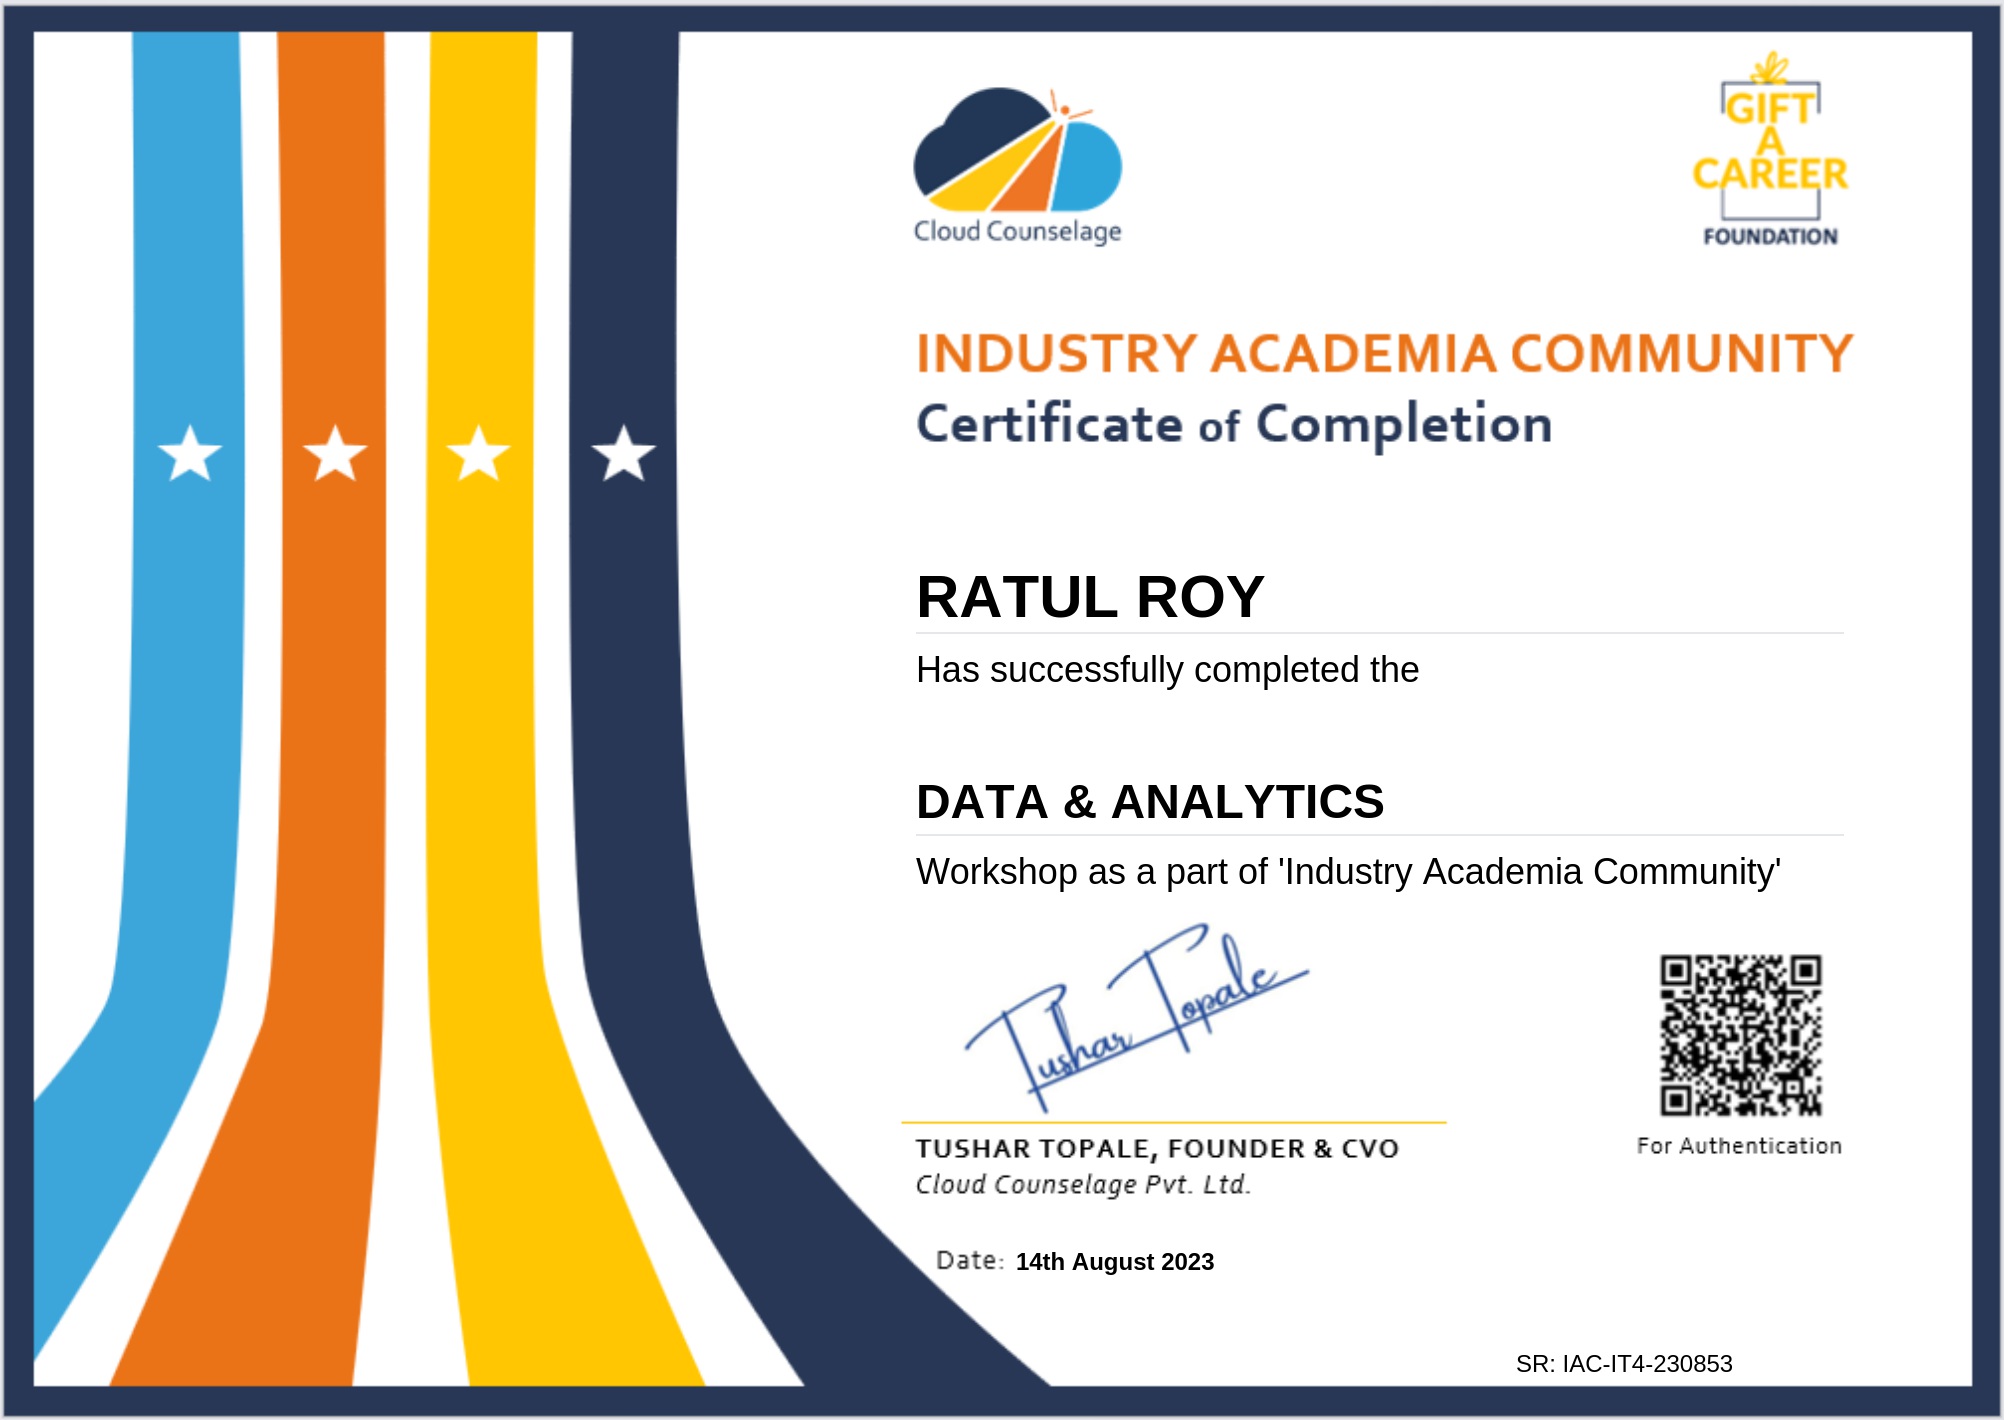 Cloud Counselage
GIFT
A
CAREER
FOUNDATION
INDUSTRY ACADEMIA COMMUNITY
Certificate of Completion
RATUL ROY
Has successfully completed the
DATA & ANALYTICS
Workshop as a part of 'Industry Academia Community'
Tushar Topale
TUSHAR TOPALE, FOUNDER & CVO
Cloud Counselage Pvt. Ltd.
For Authentication
Date: 14th August 2023
SR: IAC-IT4-230853